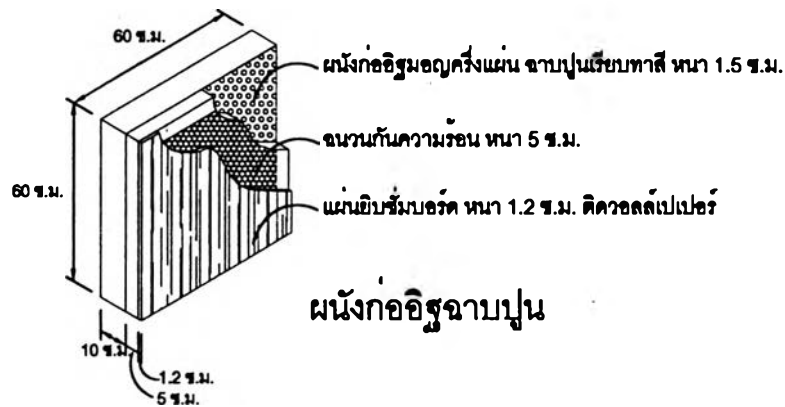 60 ซ.ม.
ผนังก่ออิฐมอญครึ่งแผ่น ฉาบปูนเรียบทาสี หนา 1.5 ซ.ม.
ฉนวนกันความร้อน หนา 5 ซ.ม.
60 ซ.ม.
แผ่นยิบซั่มบอร์ด หนา 1.2 ซ.ม. ติดวอลล์เปเปอร์
ผนังก่ออิฐฉาบปูน
10 ซ.ม.
1.2 ซ.ม.
5 ซ.ม.